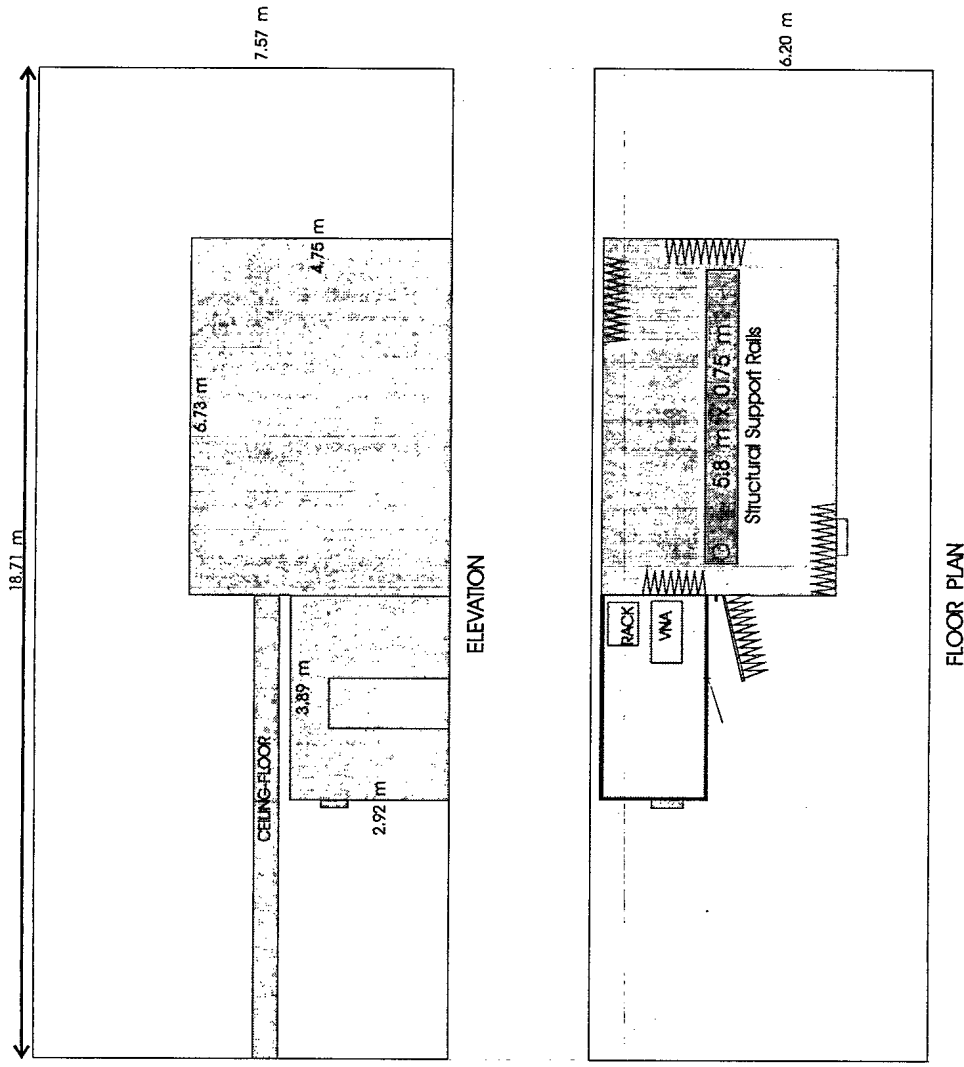 18.71 m
7.57 m
6.73 m
4.75 m
CEILING-FLOOR
3.89 m
2.92 m
ELEVATION
6.20 m
RACK
VNA
5.8 m x 0.75 m
Structural Support Rails
FLOOR PLAN